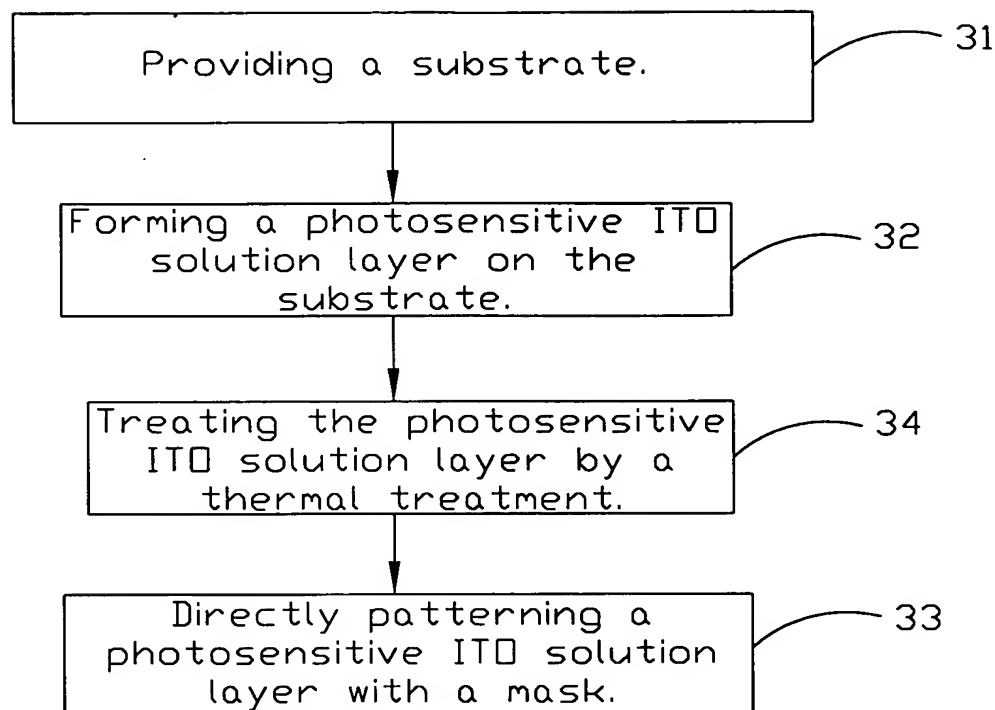 Providing a substrate.
31
Forming a photosensitive ITO
solution layer on the
substrate.
32
Treating the photosensitive
ITO solution layer by a
thermal treatment.
34
Directly patterning a
photosensitive ITO solution
layer with a mask.
33